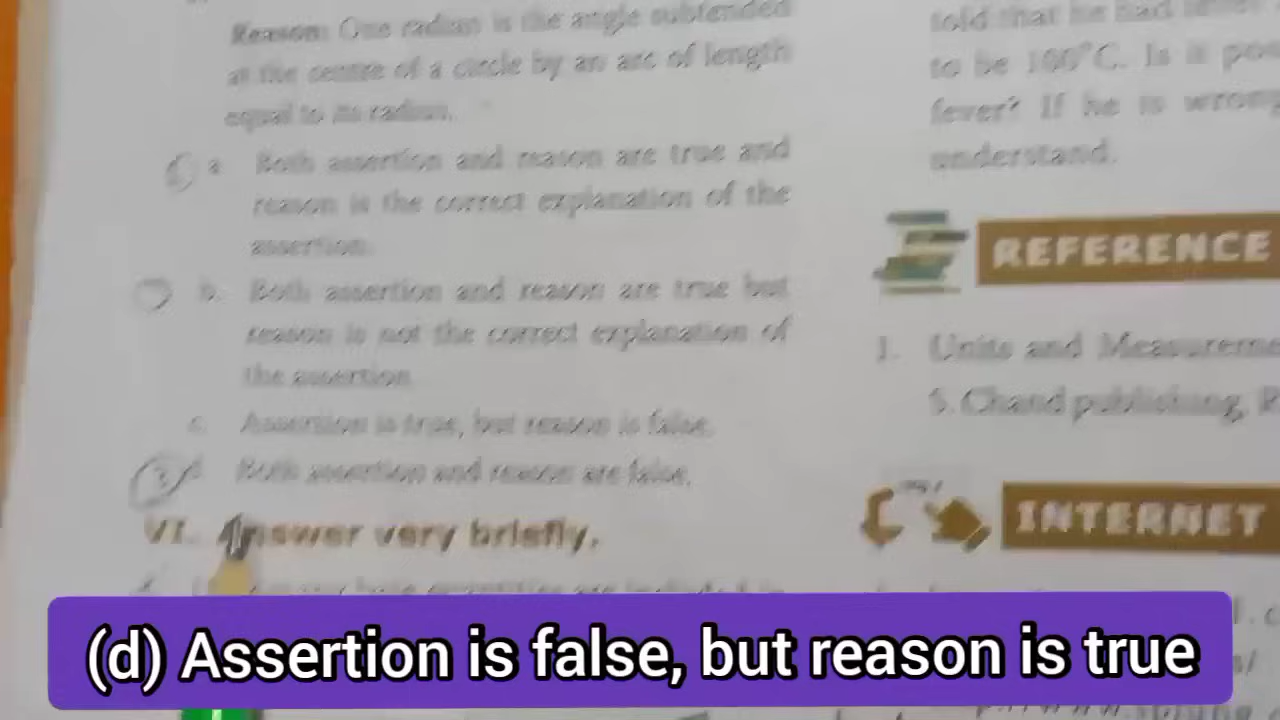 Reason: One radian is the angle subtended
at the centre of a circle by an arc of length
equal to its radius.
a. Both assertion and reason are true and
reason is the correct explanation of the
assertion.
b. Both assertion and reason are true but
reason is not the correct explanation of
the assertion.
c. Assertion is true, but reason is false.
d. Both assertion and reason are false.
VI. Answer very briefly.
told that he had
to be 100°C. Is it
fever? If he is wrong
understand.
REFERENCE
1. Units and
S. Chand publishing,
INTERNET
(d) Assertion is false, but reason is true